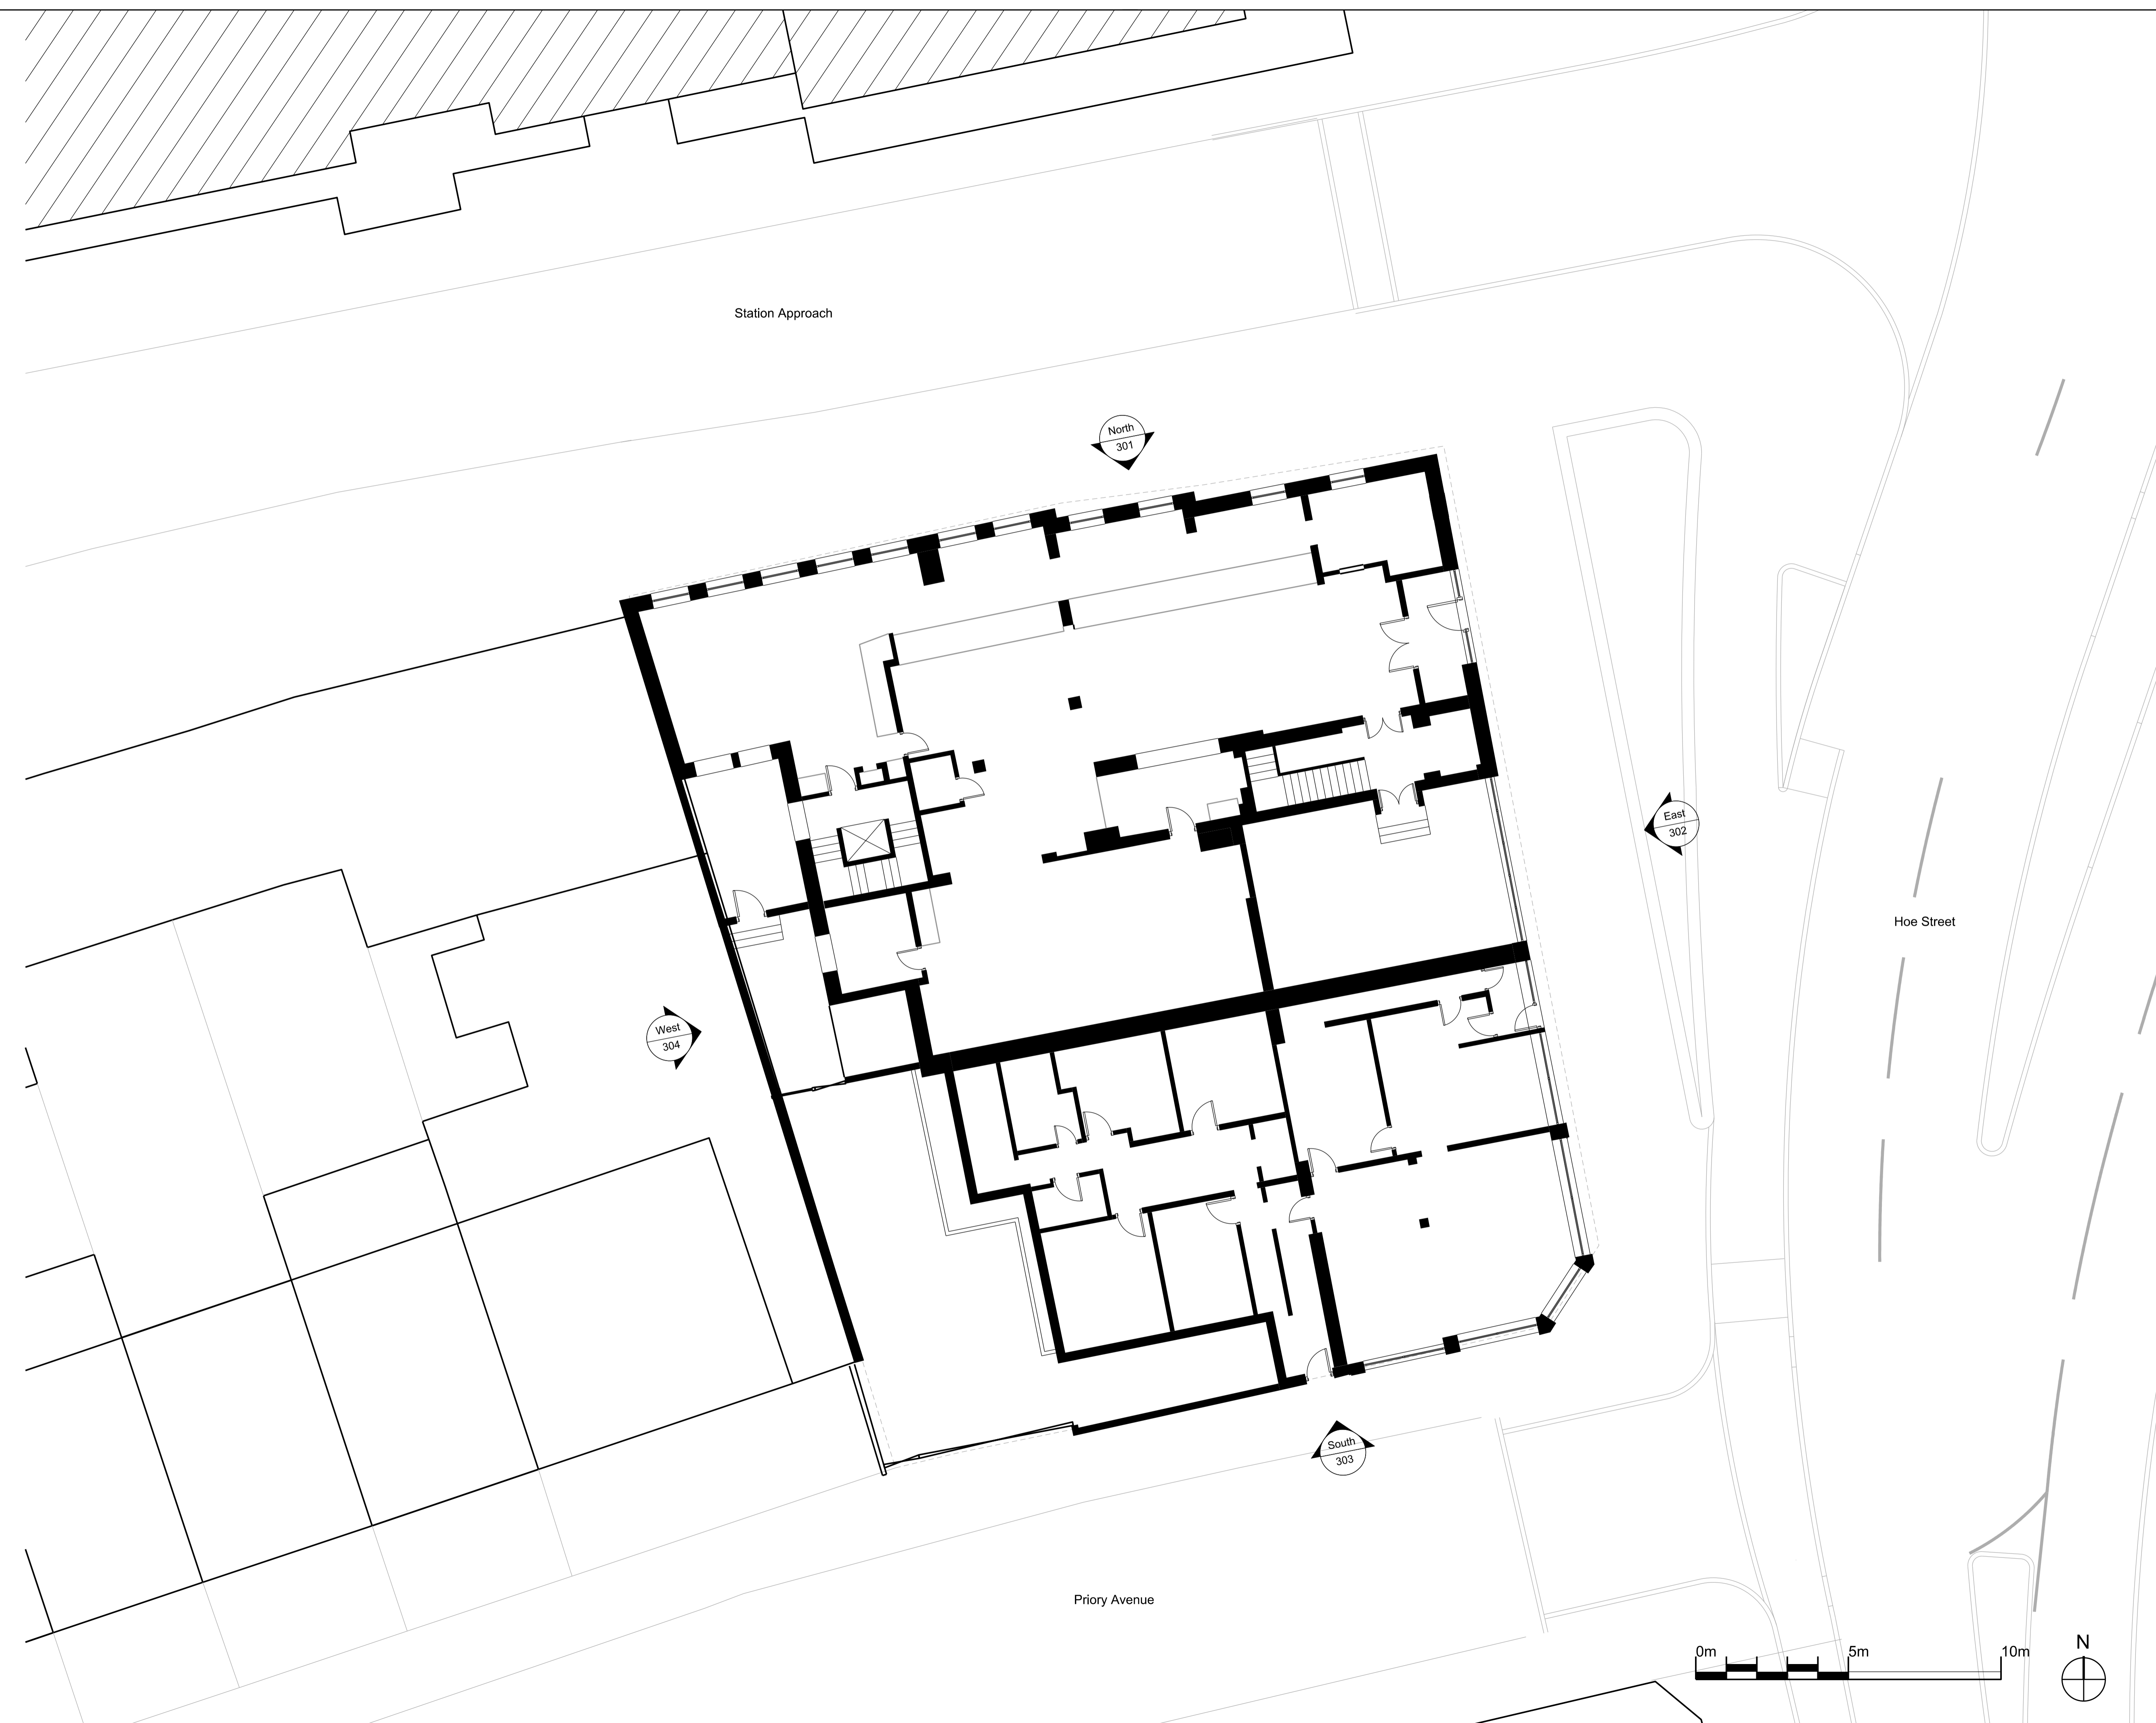 Station Approach
North
301
East
302
Hoe Street
West
304
South
303
Priory Avenue
0m 5m 10m
N